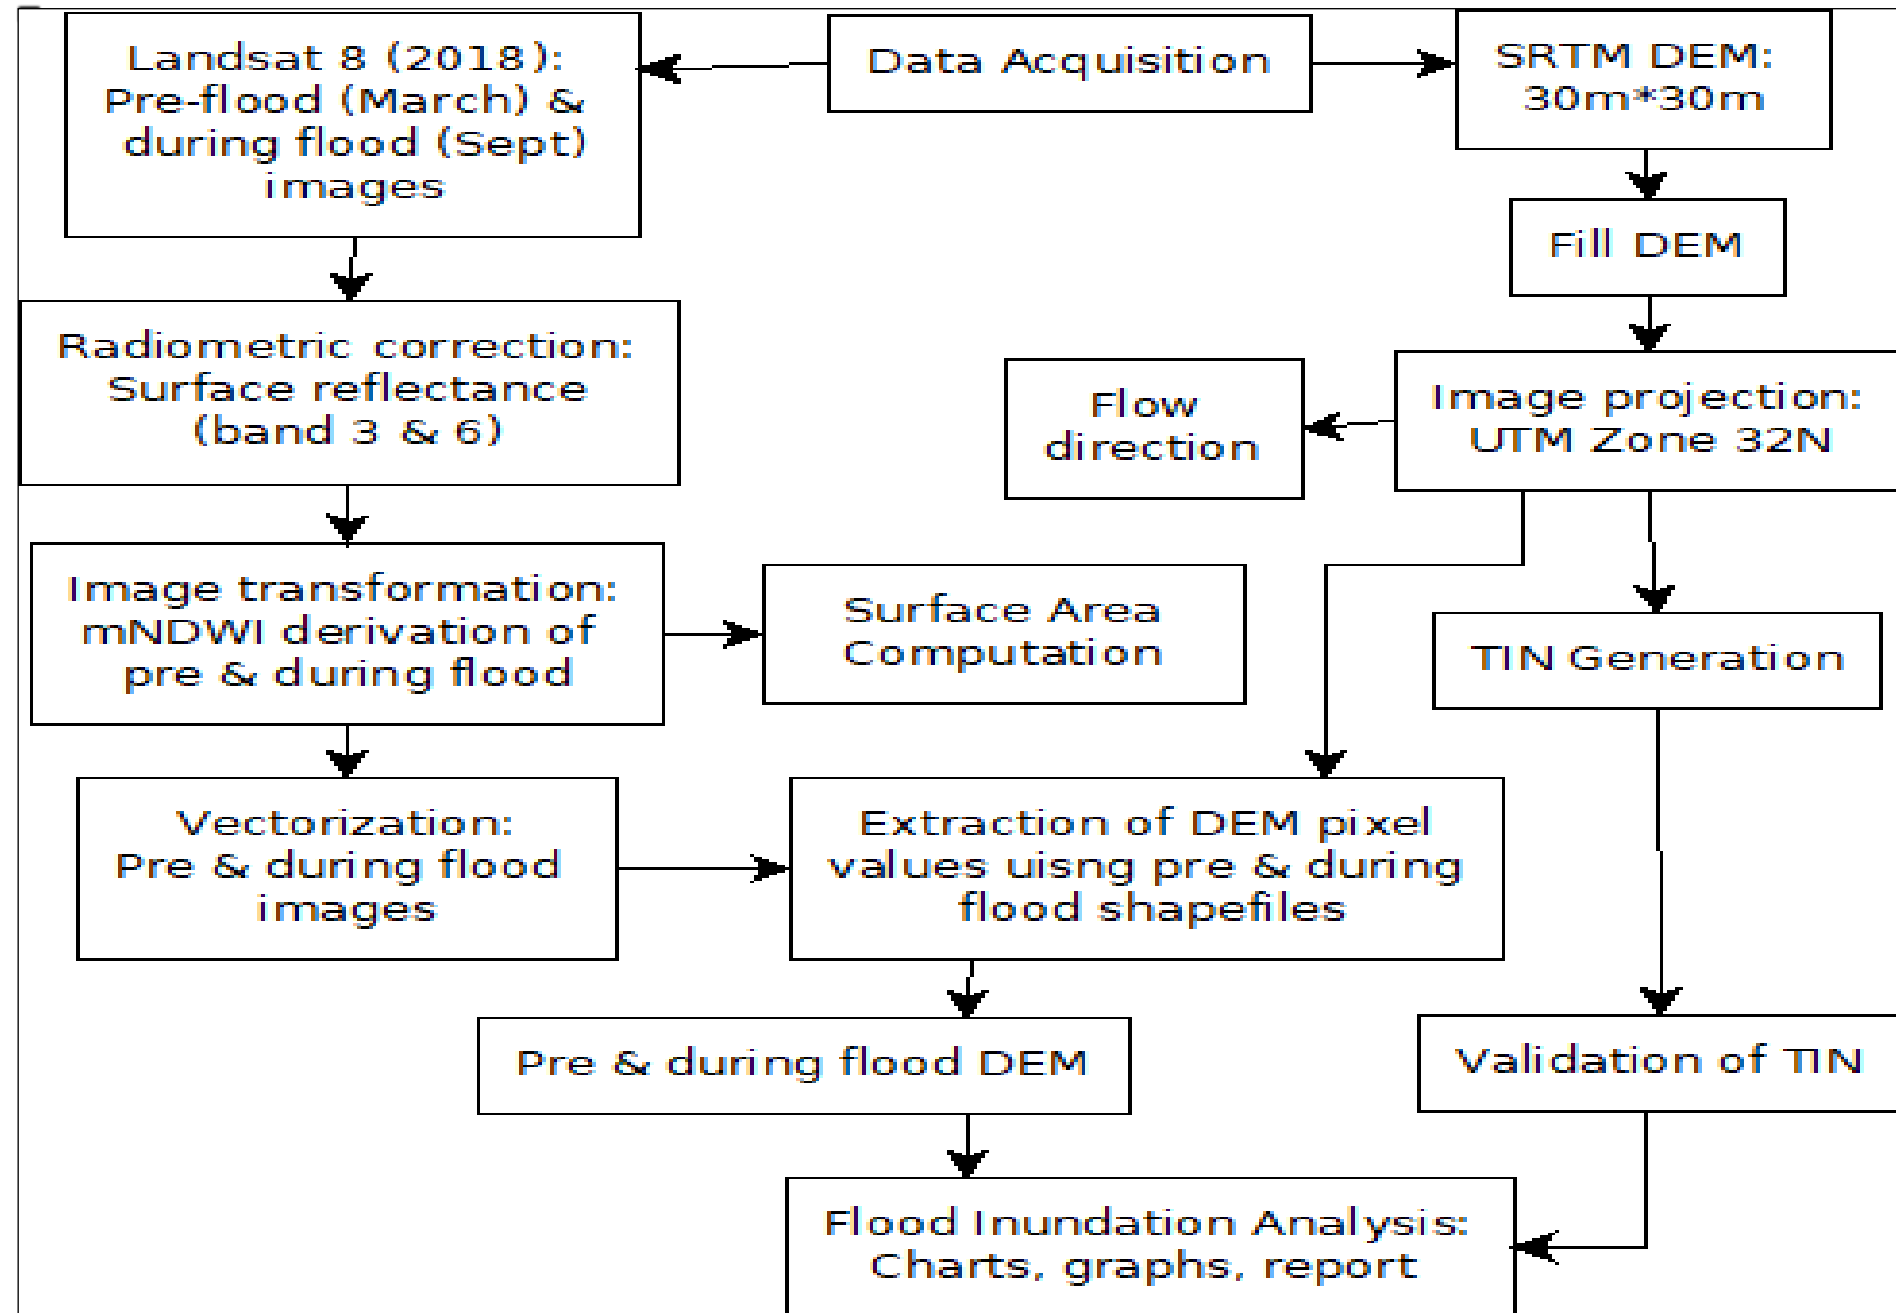 Landsat 8 (2018):
Pre-flood (March) &
during flood (Sept)
images
Data Acquisition
SRTM DEM:
30m*30m
Fill DEM
Radiometric correction:
Surface reflectance
(band 3 & 6)
Flow
direction
Image projection:
UTM Zone 32N
Image transformation:
mNDWI derivation of
pre & during flood
Surface Area
Computation
TIN Generation
Vectorization:
Pre & during flood
images
Extraction of DEM pixel
values uisng pre & during
flood shapefiles
Pre & during flood DEM
Validation of TIN
Flood Inundation Analysis:
Charts, graphs, report